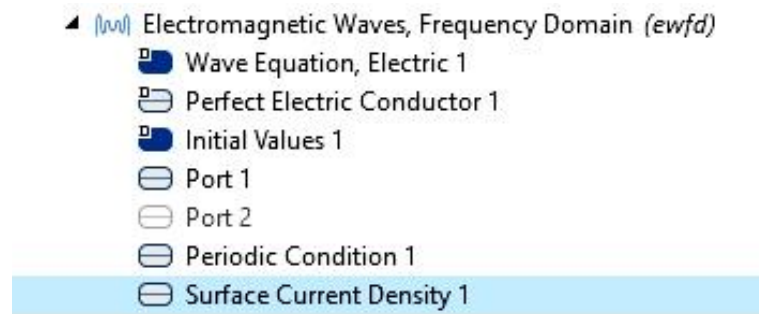 Electromagnetic Waves, Frequency Domain (ewfd)
D Wave Equation, Electric 1
D Perfect Electric Conductor 1
D Initial Values 1
Port 1
Port 2
Periodic Condition 1
Surface Current Density 1